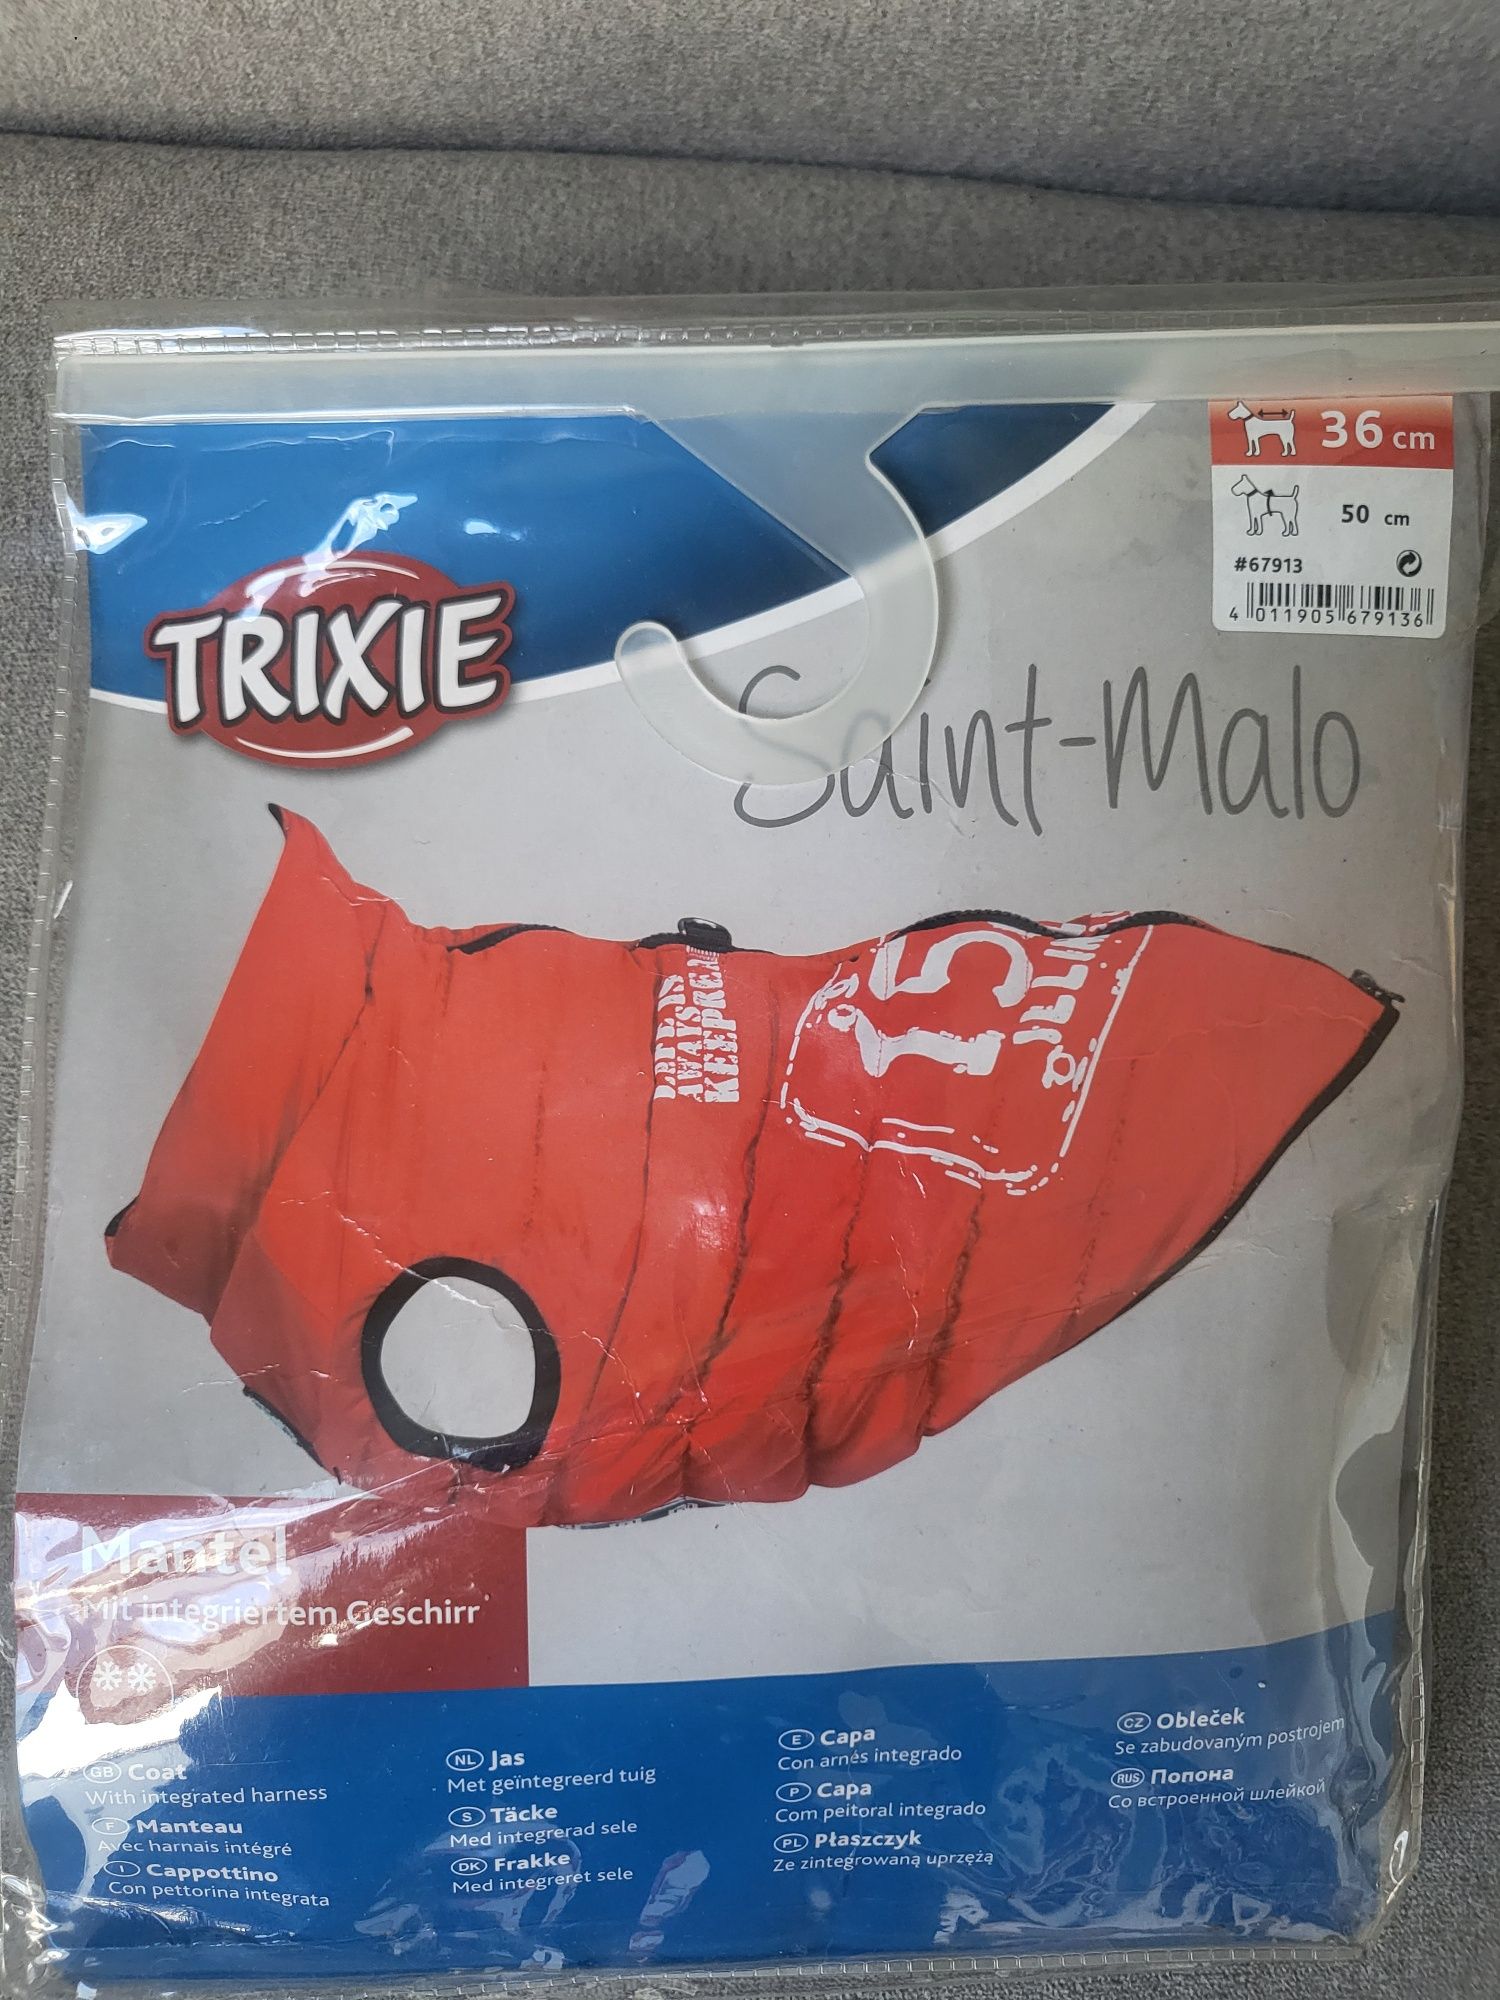 36 cm
50 cm
#67913
4 011905 679136
TRIXIE
Saint-Malo
KEEP
15
Mantel
Mit integriertem Geschirr
GB Coat
With integrated harness
F Manteau
Avec harnais intégré
I Cappottino
Con pettorina integrata
NL Jas
Met geïntegreerd tuig
S Täcke
Med integrerad sele
DK Frakke
Med integreret sele
E Capa
Con arnés integrado
P Capa
Com peitoral integrado
PL Płaszczyk
Ze zintegrowaną uprzężą
CZ Obleček
Se zabudovaným postrojem
RUS Попона
Со встроенной шлейкой